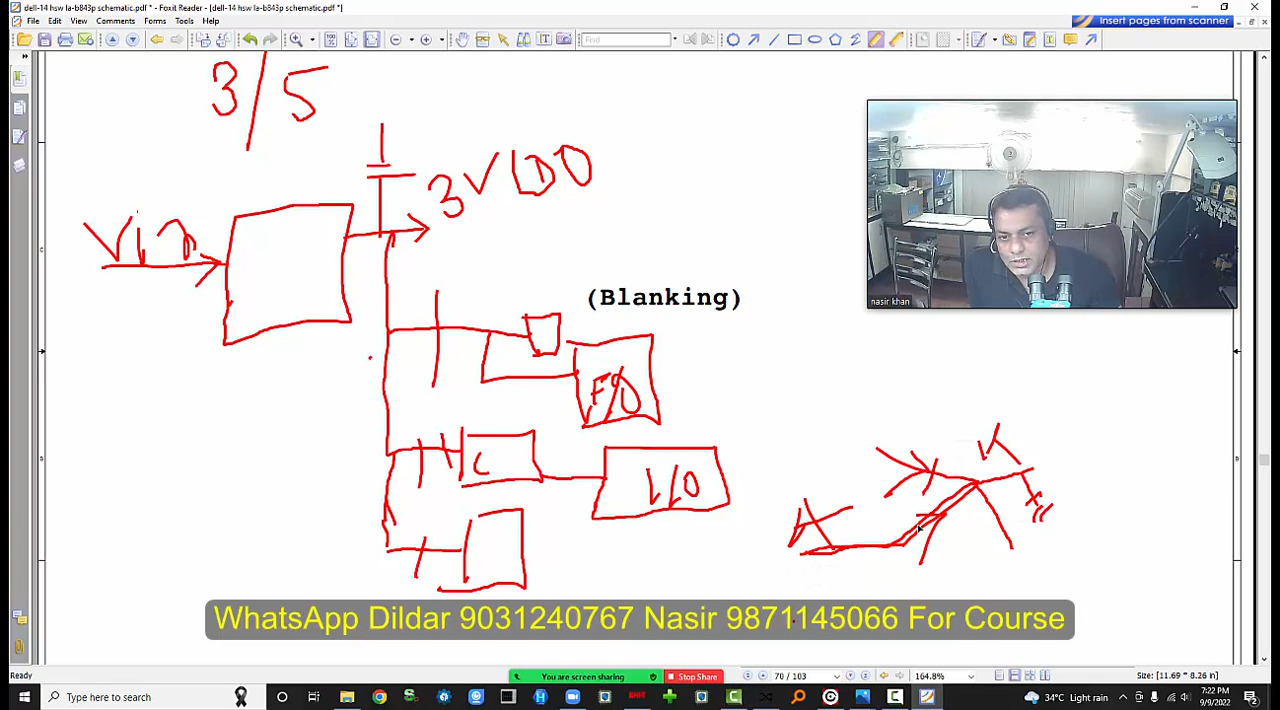 dell-14 hsw la-b843p schematic.pdf * - Foxit Reader - [dell-14 hsw la-b843p schematic.pdf *]
File Edit View Comments Forms Tools Help
Insert pages from scanner
Find
3/5
3V LDO
Vin
nasir khan
(Blanking)
I/O
C
I/O
WhatsApp Dildar 9031240767 Nasir 9871145066 For Course
Ready
You are screen sharing
Stop Share
70 / 103
164.8%
Size: [11.69 * 8.26 in]
Type here to search
34°C Light rain
7:22 PM
9/9/2022